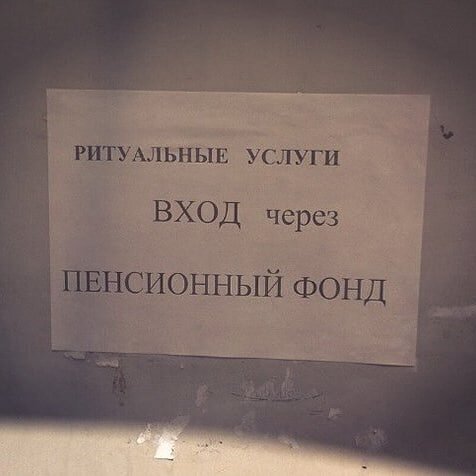 РИТУАЛЬНЫЕ УСЛУГИ
ВХОД через
ПЕНСИОННЫЙ ФОНД